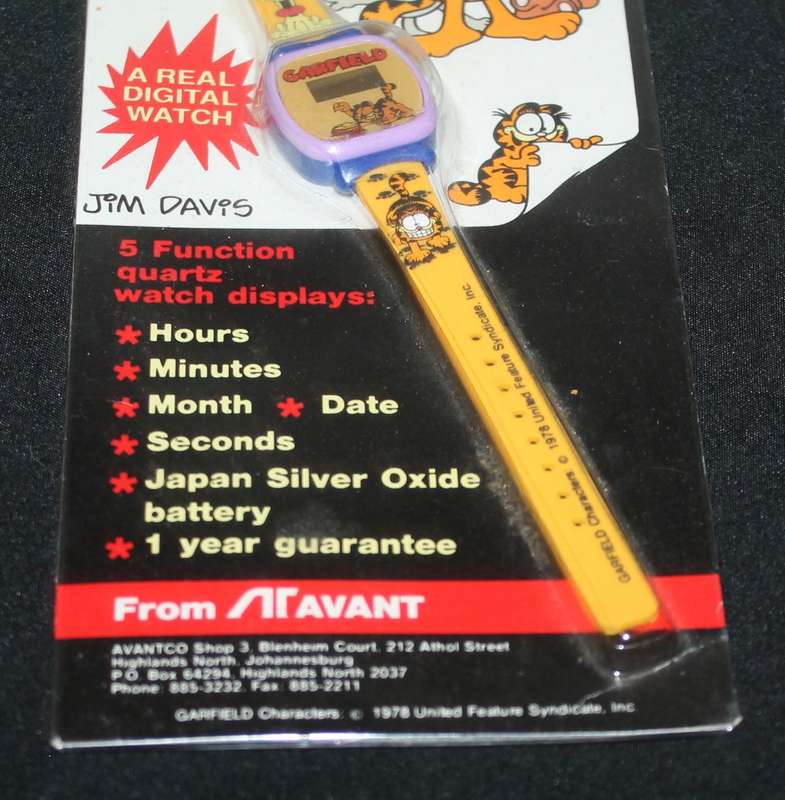 GARFIELD
A REAL
DIGITAL
WATCH
JIM DAVIS
5 Function
quartz
watch displays:
* Hours
* Minutes
* Month * Date
* Seconds
* Japan Silver Oxide
battery
* 1 year guarantee
GARFIELD Characters © 1978 United Feature Syndicate, Inc.
From AVANT
AVANTCO Shop 3, Blenheim Court, 212 Athol Street
Highlands North, Johannesburg
P.O. Box 64294, Highlands North 2037
Phone: 885-3232, Fax: 885-2211
GARFIELD Characters: © 1978 United Feature Syndicate, Inc.